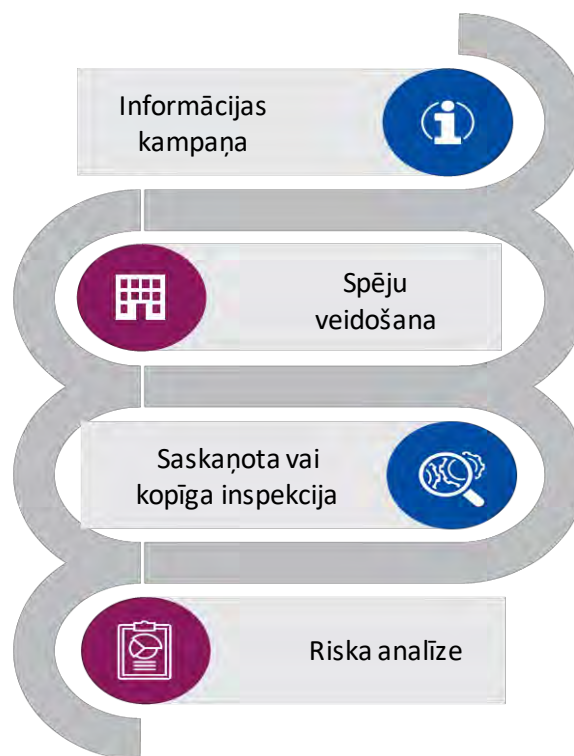 Informācijas
kampaņa
Spēju
veidošana
Saskaņota vai
kopīga inspekcija
Riska analīze